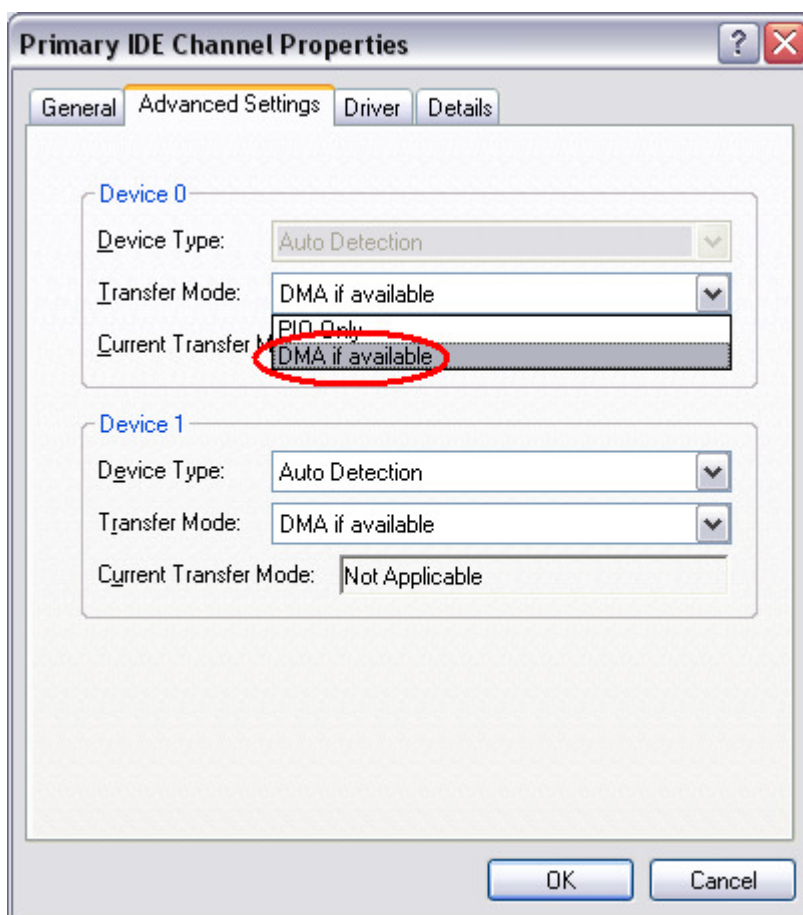 Primary IDE Channel Properties
General Advanced Settings Driver Details
Device 0
Device Type: Auto Detection
Transfer Mode: DMA if available
PIO Only
Current Transfer M
DMA if available
Device 1
Device Type: Auto Detection
Transfer Mode: DMA if available
Current Transfer Mode: Not Applicable
OK Cancel